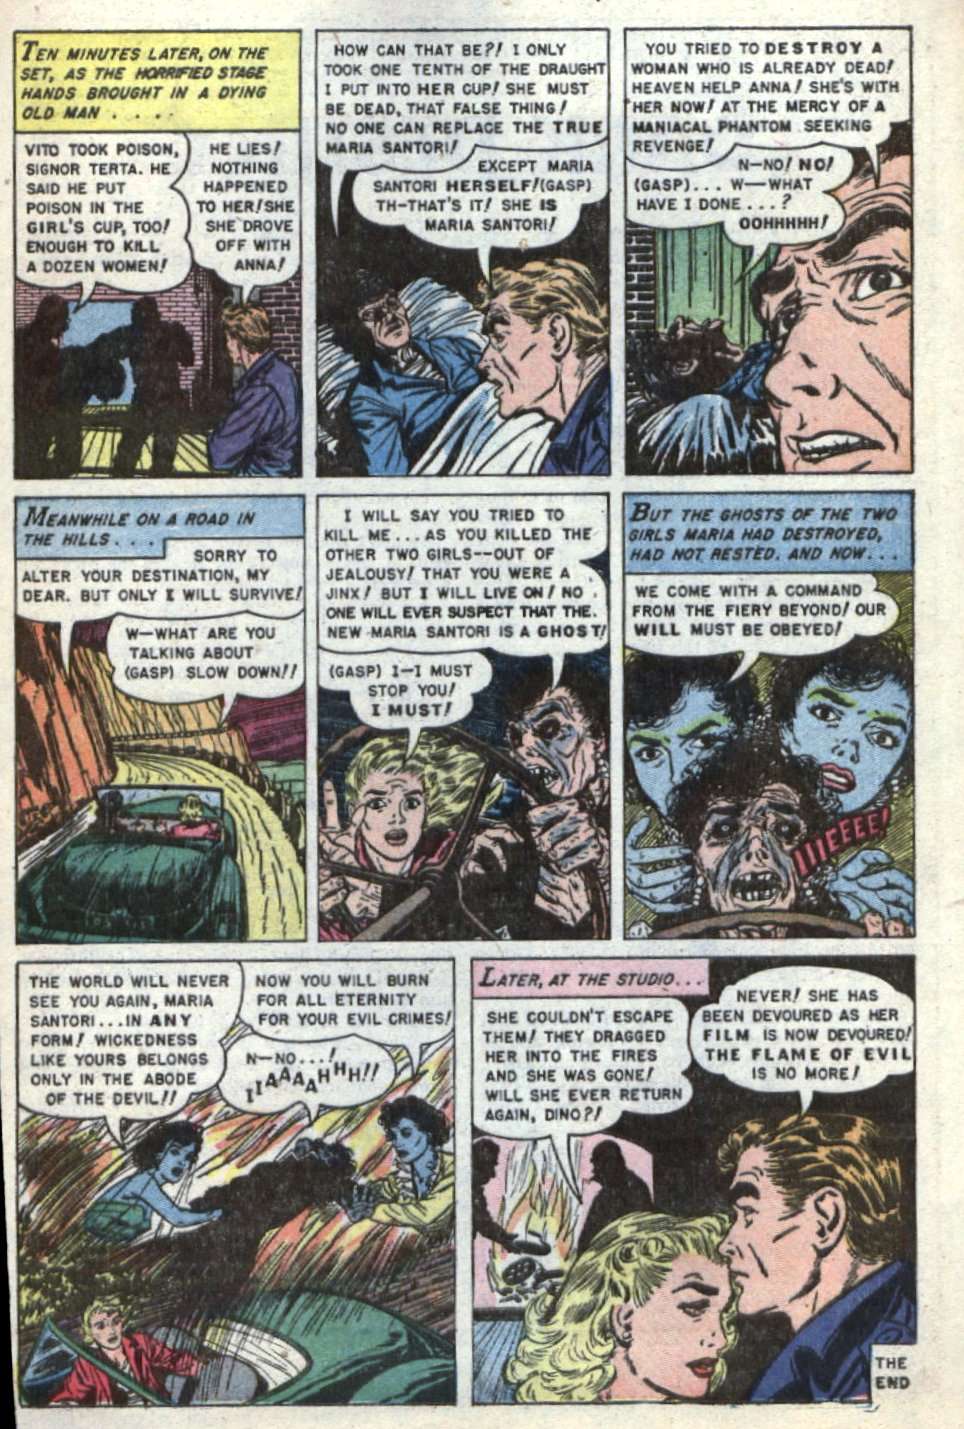 TEN MINUTES LATER, ON THE
SET, AS THE HORRIFIED STAGE
HANDS BROUGHT IN A DYING
OLD MAN . . . .
VITO TOOK POISON,
SIGNOR TERTA. HE
SAID HE PUT
POISON IN THE
GIRL'S CUP, TOO!
ENOUGH TO KILL
A DOZEN WOMEN!
HE LIES!
NOTHING
HAPPENED
TO HER! SHE
SHE DROVE
OFF WITH
ANNA!
HOW CAN THAT BE?! I ONLY
TOOK ONE TENTH OF THE DRAUGHT
I PUT INTO HER CUP! SHE MUST
BE DEAD, THAT FALSE THING!
NO ONE CAN REPLACE THE TRUE
MARIA SANTORI!
EXCEPT MARIA
SANTORI HERSELF! (GASP)
TH-THAT'S IT! SHE IS
MARIA SANTORI!
YOU TRIED TO DESTROY A
WOMAN WHO IS ALREADY DEAD!
HEAVEN HELP ANNA! SHE'S WITH
HER NOW! AT THE MERCY OF A
MANIACAL PHANTOM SEEKING
REVENGE!
N-NO! NO!
(GASP)... W-WHAT
HAVE I DONE...?
OOHHHHH!
MEANWHILE ON A ROAD IN
THE HILLS . . .
SORRY TO
ALTER YOUR DESTINATION, MY
DEAR. BUT ONLY I WILL SURVIVE!
W-WHAT ARE YOU
TALKING ABOUT
(GASP) SLOW DOWN!!
I WILL SAY YOU TRIED TO
KILL ME... AS YOU KILLED THE
OTHER TWO GIRLS--OUT OF
JEALOUSY! THAT YOU WERE A
JINX! BUT I WILL LIVE ON! NO
ONE WILL EVER SUSPECT THAT THE
NEW MARIA SANTORI IS A GHOST!
(GASP) I-I MUST
STOP YOU!
I MUST!
BUT THE GHOSTS OF THE TWO
GIRLS MARIA HAD DESTROYED,
HAD NOT RESTED. AND NOW...
WE COME WITH A COMMAND
FROM THE FIERY BEYOND! OUR
WILL MUST BE OBEYED!
IIIEEEE!
THE WORLD WILL NEVER
SEE YOU AGAIN, MARIA
SANTORI...IN ANY
FORM! WICKEDNESS
LIKE YOURS BELONGS
ONLY IN THE ABODE
OF THE DEVIL!!
NOW YOU WILL BURN
FOR ALL ETERNITY
FOR YOUR EVIL CRIMES!
N-NO...!
IIAAAAHHH!!
LATER, AT THE STUDIO...
SHE COULDN'T ESCAPE
THEM! THEY DRAGGED
HER INTO THE FIRES
AND SHE WAS GONE!
WILL SHE EVER RETURN
AGAIN, DINO?!
NEVER! SHE HAS
BEEN DEVOURED AS HER
FILM IS NOW DEVOURED!
THE FLAME OF EVIL
IS NO MORE!
THE
END